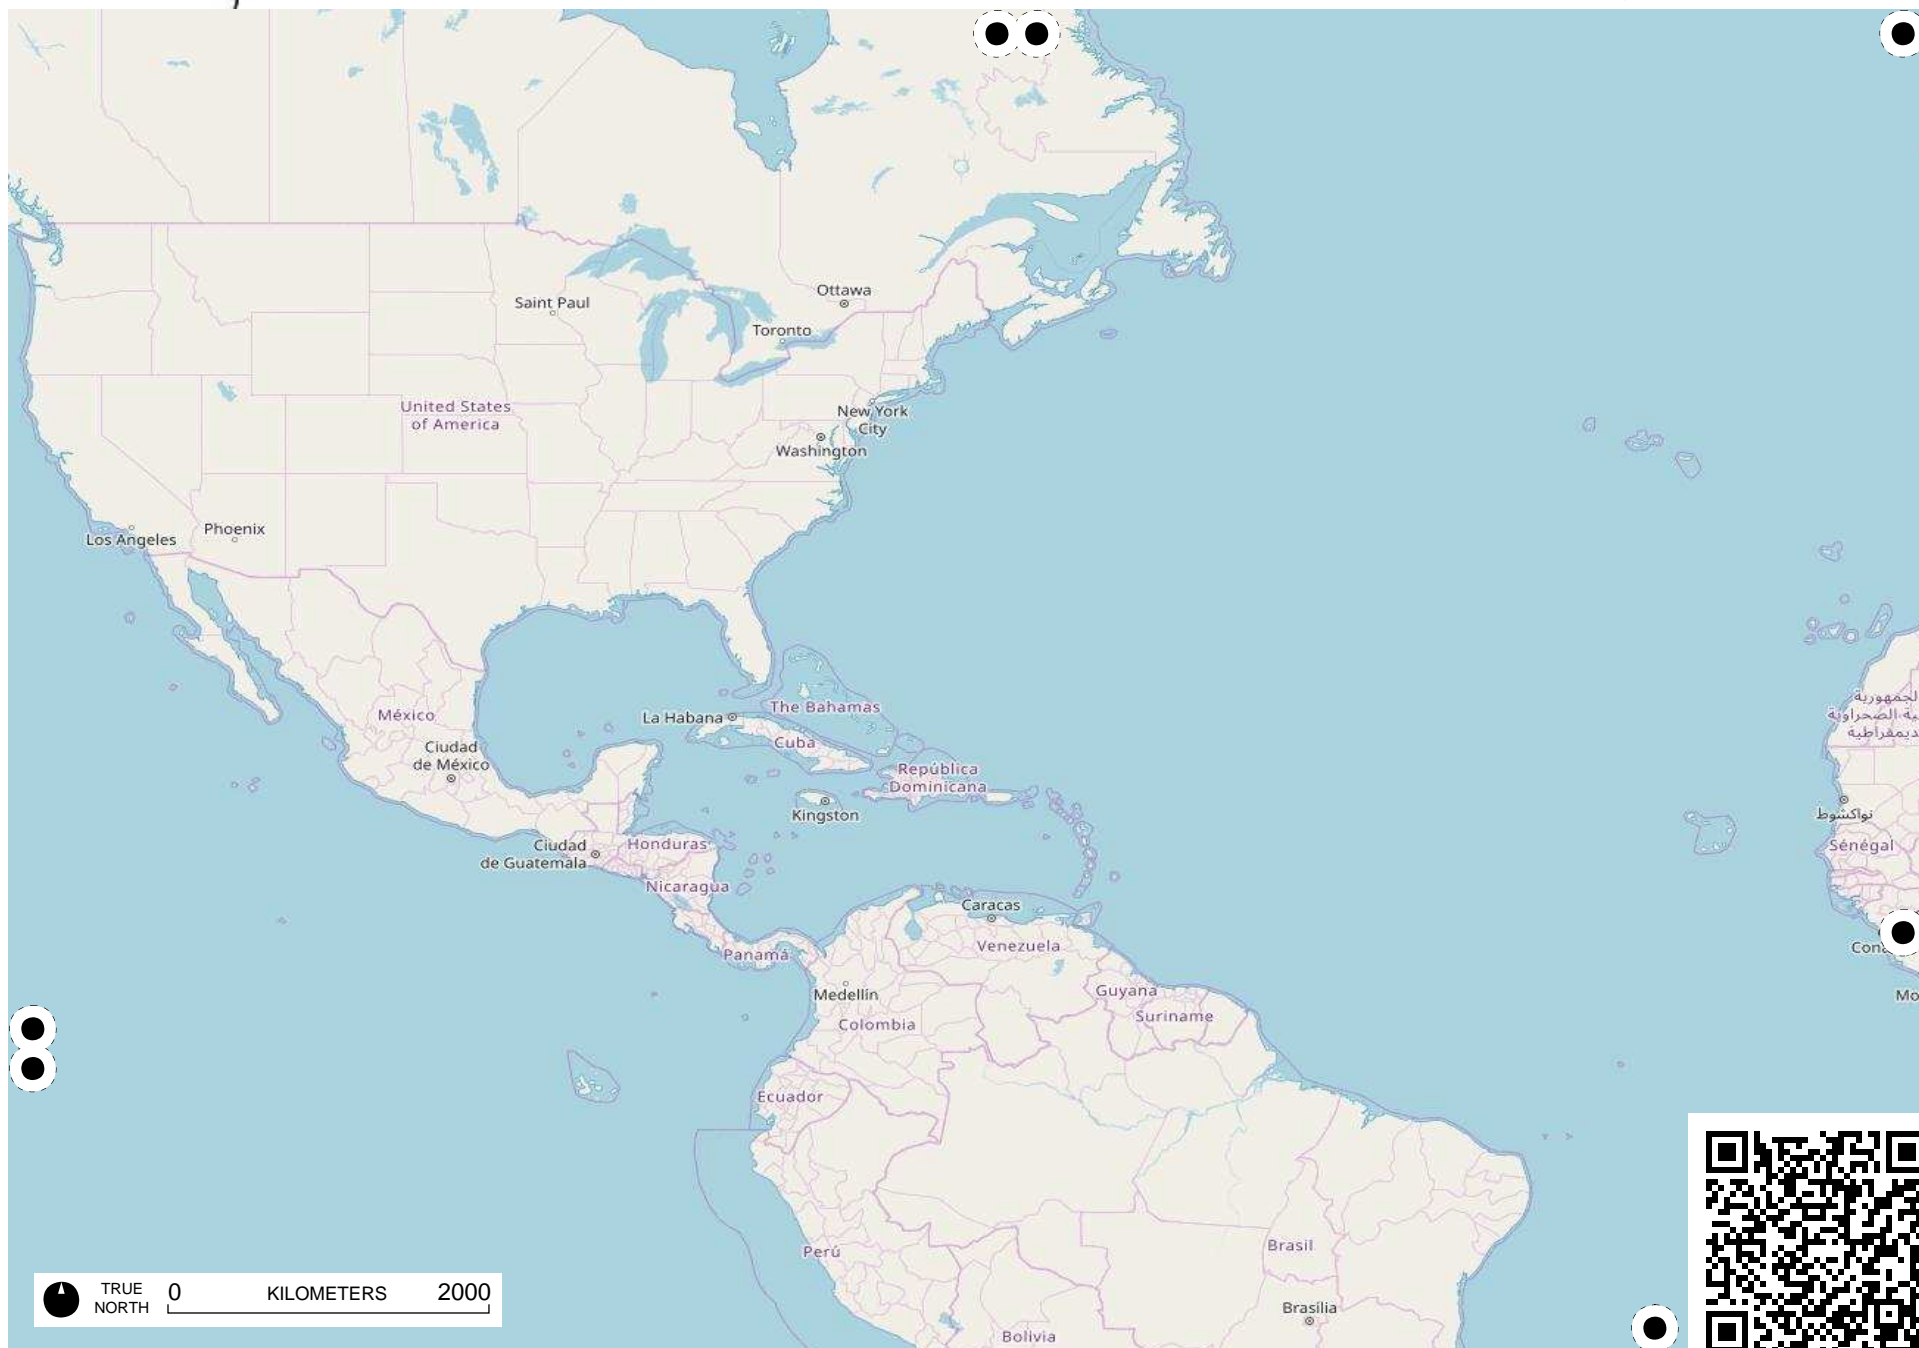 Ottawa
Saint Paul
Toronto
United States
of America
New York
City
Washington
Phoenix
Los Angeles
الجمهورية
México
La Habana
The Bahamas
Cuba
Ciudad
de México
República
Dominicana
Kingston
نواكشوط
Ciudad
de Guatemala
Honduras
Sénégal
Nicaragua
Caracas
Venezuela
Panamá
Medellín
Guyana
Colombia
Suriname
Ecuador
Perú
Brasil
Brasília
Bolivia
TRUE
NORTH
0 KILOMETERS 2000